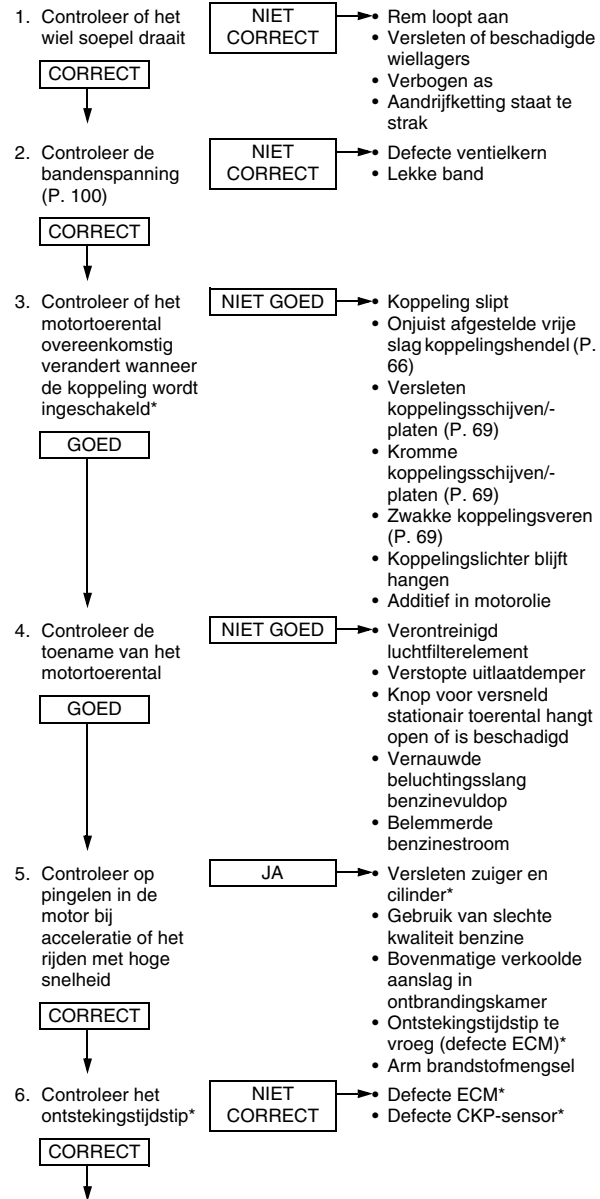 1. Controleer of het
wiel soepel draait
CORRECT
NIET
CORRECT
• Rem loopt aan
• Versleten of beschadigde
wiellagers
• Verbogen as
• Aandrijfketting staat te
strak
2. Controleer de
bandenspanning
(P. 100)
CORRECT
NIET
CORRECT
• Defecte ventielkern
• Lekke band
3. Controleer of het
motortoerental
overeenkomstig
verandert wanneer
de koppeling wordt
ingeschakeld*
GOED
NIET GOED
• Koppeling slipt
• Onjuist afgestelde vrije
slag koppelingshendel (P.
66)
• Versleten
koppelingsschijven/-
platen (P. 69)
• Kromme
koppelingsschijven/-
platen (P. 69)
• Zwakke koppelingsveren
(P. 69)
• Koppelingslichter blijft
hangen
• Additief in motorolie
4. Controleer de
toename van het
motortoerental
GOED
NIET GOED
• Verontreinigd
luchtfilterelement
• Verstopte uitlaatdemper
• Knop voor versneld
stationair toerental hangt
open of is beschadigd
• Vernauwde
beluchtingsslang
benzinevuldop
• Belemmerde
benzinestroom
5. Controleer op
pingelen in de
motor bij
acceleratie of het
rijden met hoge
snelheid
CORRECT
JA
• Versleten zuiger en
cilinder*
• Gebruik van slechte
kwaliteit benzine
• Bovenmatige verkoolde
aanslag in
ontbrandingskamer
• Ontstekingstijdstip te
vroeg (defecte ECM)*
• Arm brandstofmengsel
6. Controleer het
ontstekingstijdstip*
CORRECT
NIET
CORRECT
• Defecte ECM*
• Defecte CKP-sensor*